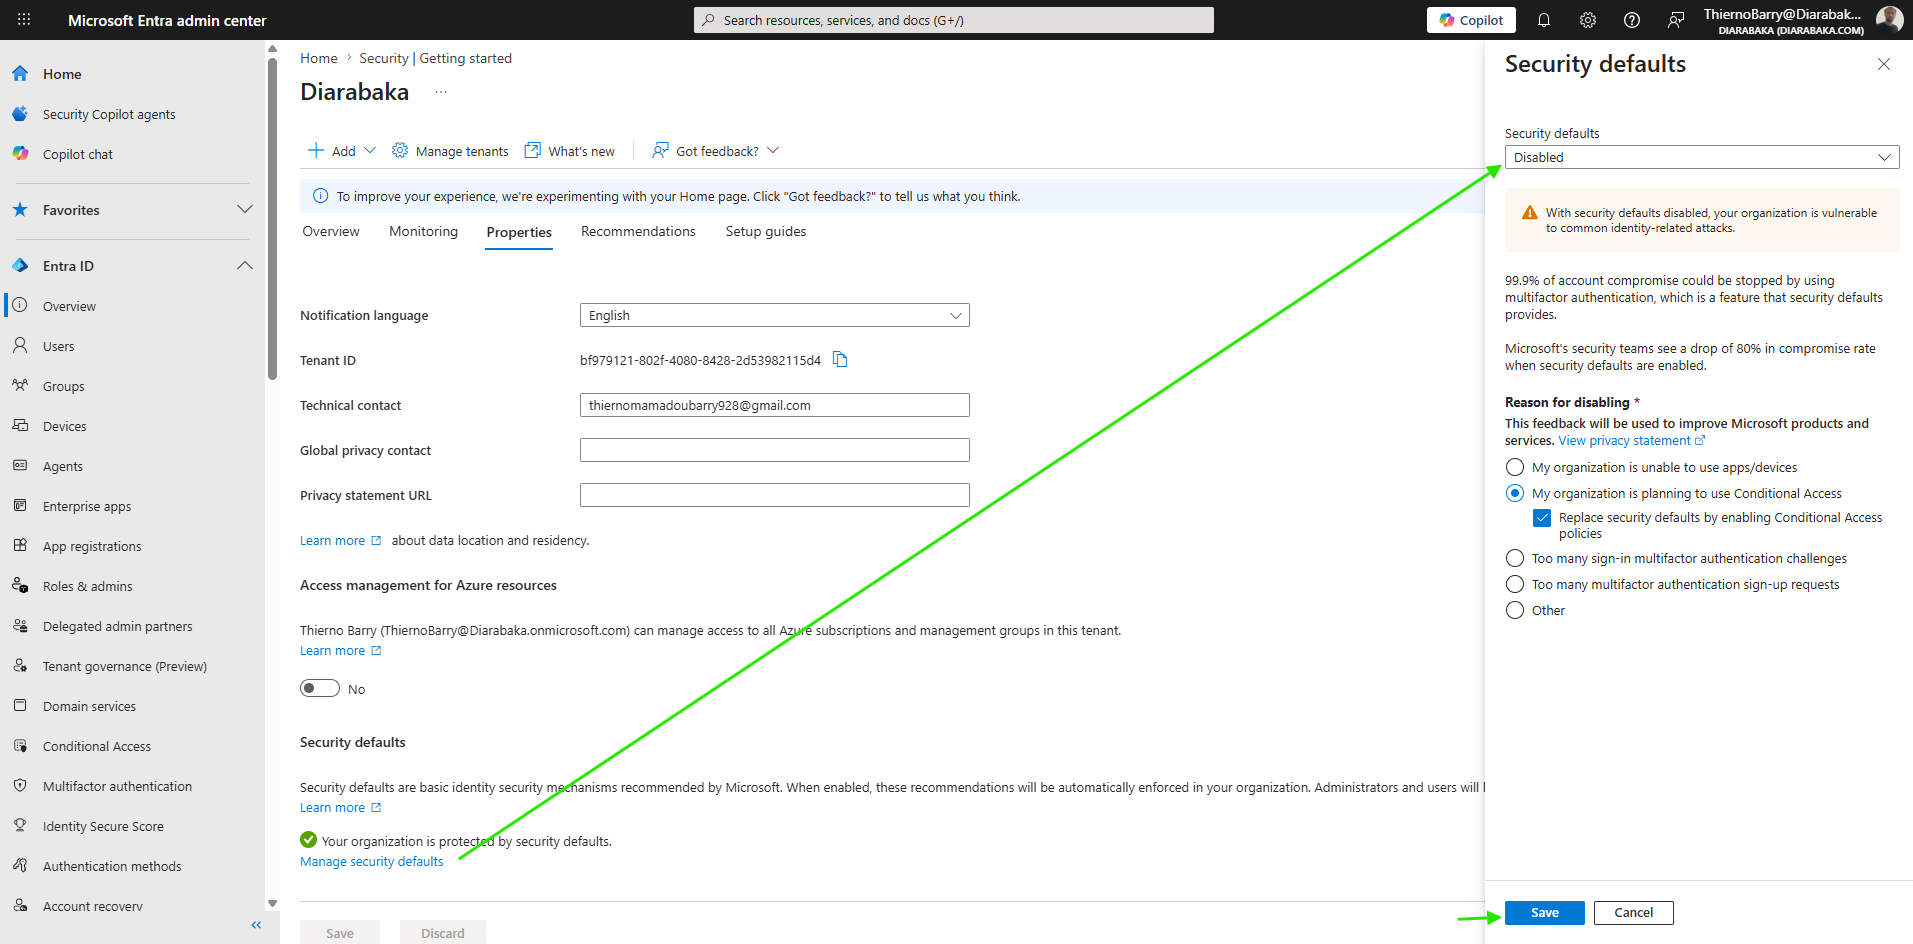 Microsoft Entra admin center
Search resources, services, and docs (G+/)
Copilot
ThiernoBarry@Diarabak...
DIARABAKA (DIARABAKA.COM)
Home
Security Copilot agents
Copilot chat
Favorites
Entra ID
Overview
Users
Groups
Devices
Agents
Enterprise apps
App registrations
Roles & admins
Delegated admin partners
Tenant governance (Preview)
Domain services
Conditional Access
Multifactor authentication
Identity Secure Score
Authentication methods
Account recovery
Home > Security | Getting started
Diarabaka ...
Add
Manage tenants
What's new
Got feedback?
To improve your experience, we're experimenting with your Home page. Click "Got feedback?" to tell us what you think.
Overview Monitoring Properties Recommendations Setup guides
Notification language English
Tenant ID bf979121-802f-4080-8428-2d53982115d4
Technical contact thiernomamadoubarry928@gmail.com
Global privacy contact
Privacy statement URL
Learn more about data location and residency.
Access management for Azure resources
Thierno Barry (ThiernoBarry@Diarabaka.onmicrosoft.com) can manage access to all Azure subscriptions and management groups in this tenant.
Learn more
No
Security defaults
Security defaults are basic identity security mechanisms recommended by Microsoft. When enabled, these recommendations will be automatically enforced in your organization. Administrators and users will
Learn more
Your organization is protected by security defaults.
Manage security defaults
Save Discard
Security defaults
Security defaults
Disabled
With security defaults disabled, your organization is vulnerable
to common identity-related attacks.
99.9% of account compromise could be stopped by using
multifactor authentication, which is a feature that security defaults
provides.
Microsoft's security teams see a drop of 80% in compromise rate
when security defaults are enabled.
Reason for disabling *
This feedback will be used to improve Microsoft products and
services. View privacy statement
My organization is unable to use apps/devices
My organization is planning to use Conditional Access
Replace security defaults by enabling Conditional Access
policies
Too many sign-in multifactor authentication challenges
Too many multifactor authentication sign-up requests
Other
Save Cancel